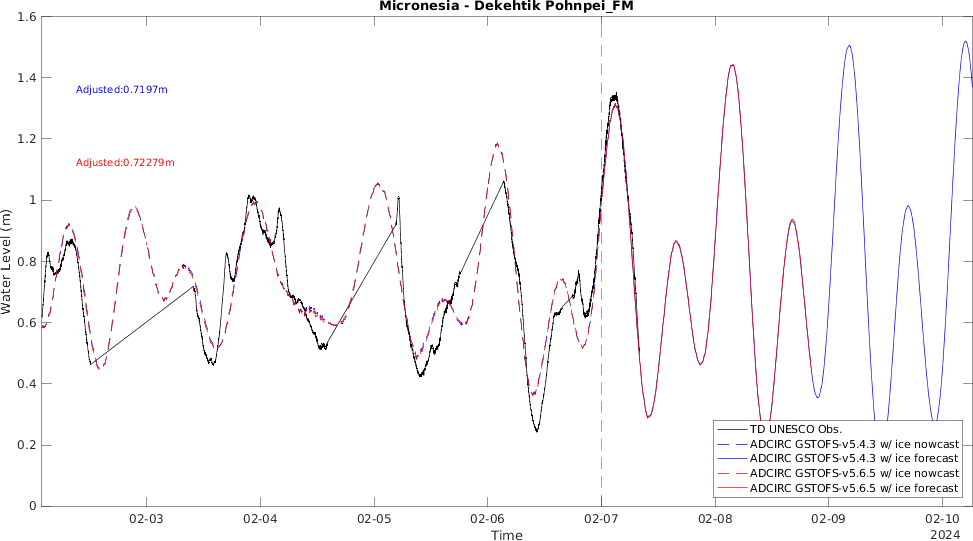 Micronesia - Dekehtik Pohnpei_FM
1.6
1.4
1.2
1
0.8
0.6
0.4
0.2
0
Water Level (m)
Adjusted:0.7197m
Adjusted:0.72279m
TD UNESCO Obs.
ADCIRC GSTOFS-v5.4.3 w/ ice nowcast
ADCIRC GSTOFS-v5.4.3 w/ ice forecast
ADCIRC GSTOFS-v5.6.5 w/ ice nowcast
ADCIRC GSTOFS-v5.6.5 w/ ice forecast
02-03 02-04 02-05 02-06 02-07 02-08 02-09 02-10
Time 2024